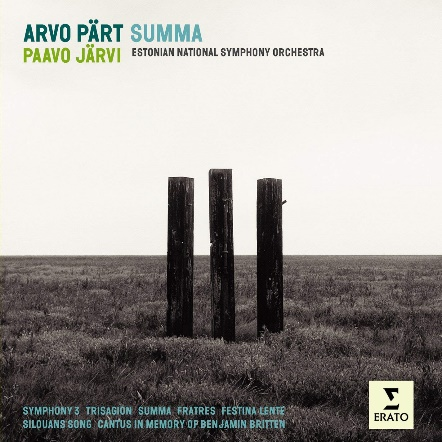 ARVO PÄRT SUMMA
PAAVO JÄRVI ESTONIAN NATIONAL SYMPHONY ORCHESTRA
SYMPHONY 3 TRISAGION SUMMA FRATRES FESTINA LENTE
SILOUANS SONG CANTUS IN MEMORY OF BENJAMIN BRITTEN
ERATO